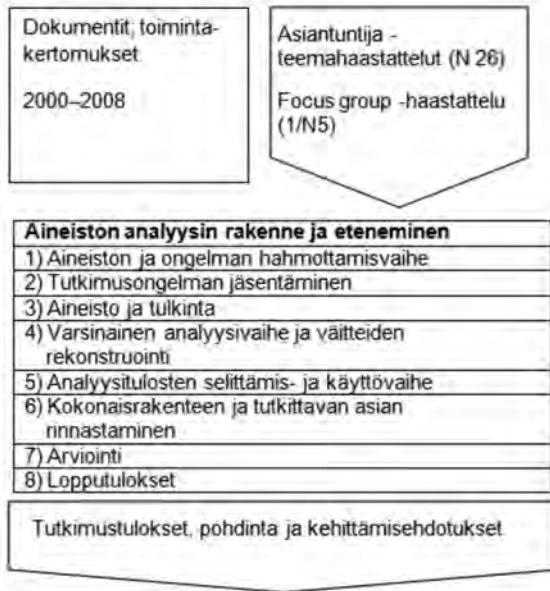 Dokumentit, toiminta-
kertomukset
2000–2008
Asiantuntija -
teemahaastattelut (N 26)
Focus group -haastattelu
(1/N5)
Aineiston analyysin rakenne ja eteneminen
1) Aineiston ja ongelman hahmottamisvaihe
2) Tutkimusongelman jäsentäminen
3) Aineisto ja tulkinta
4) Varsinainen analyysivaihe ja väitteiden
rekonstruointi
5) Analyysitulosten selittämis- ja käyttövaihe
6) Kokonaisrakenteen ja tutkittavan asian
rinnastaminen
7) Arviointi
8) Lopputulokset
Tutkimustulokset, pohdinta ja kehittämisehdotukset